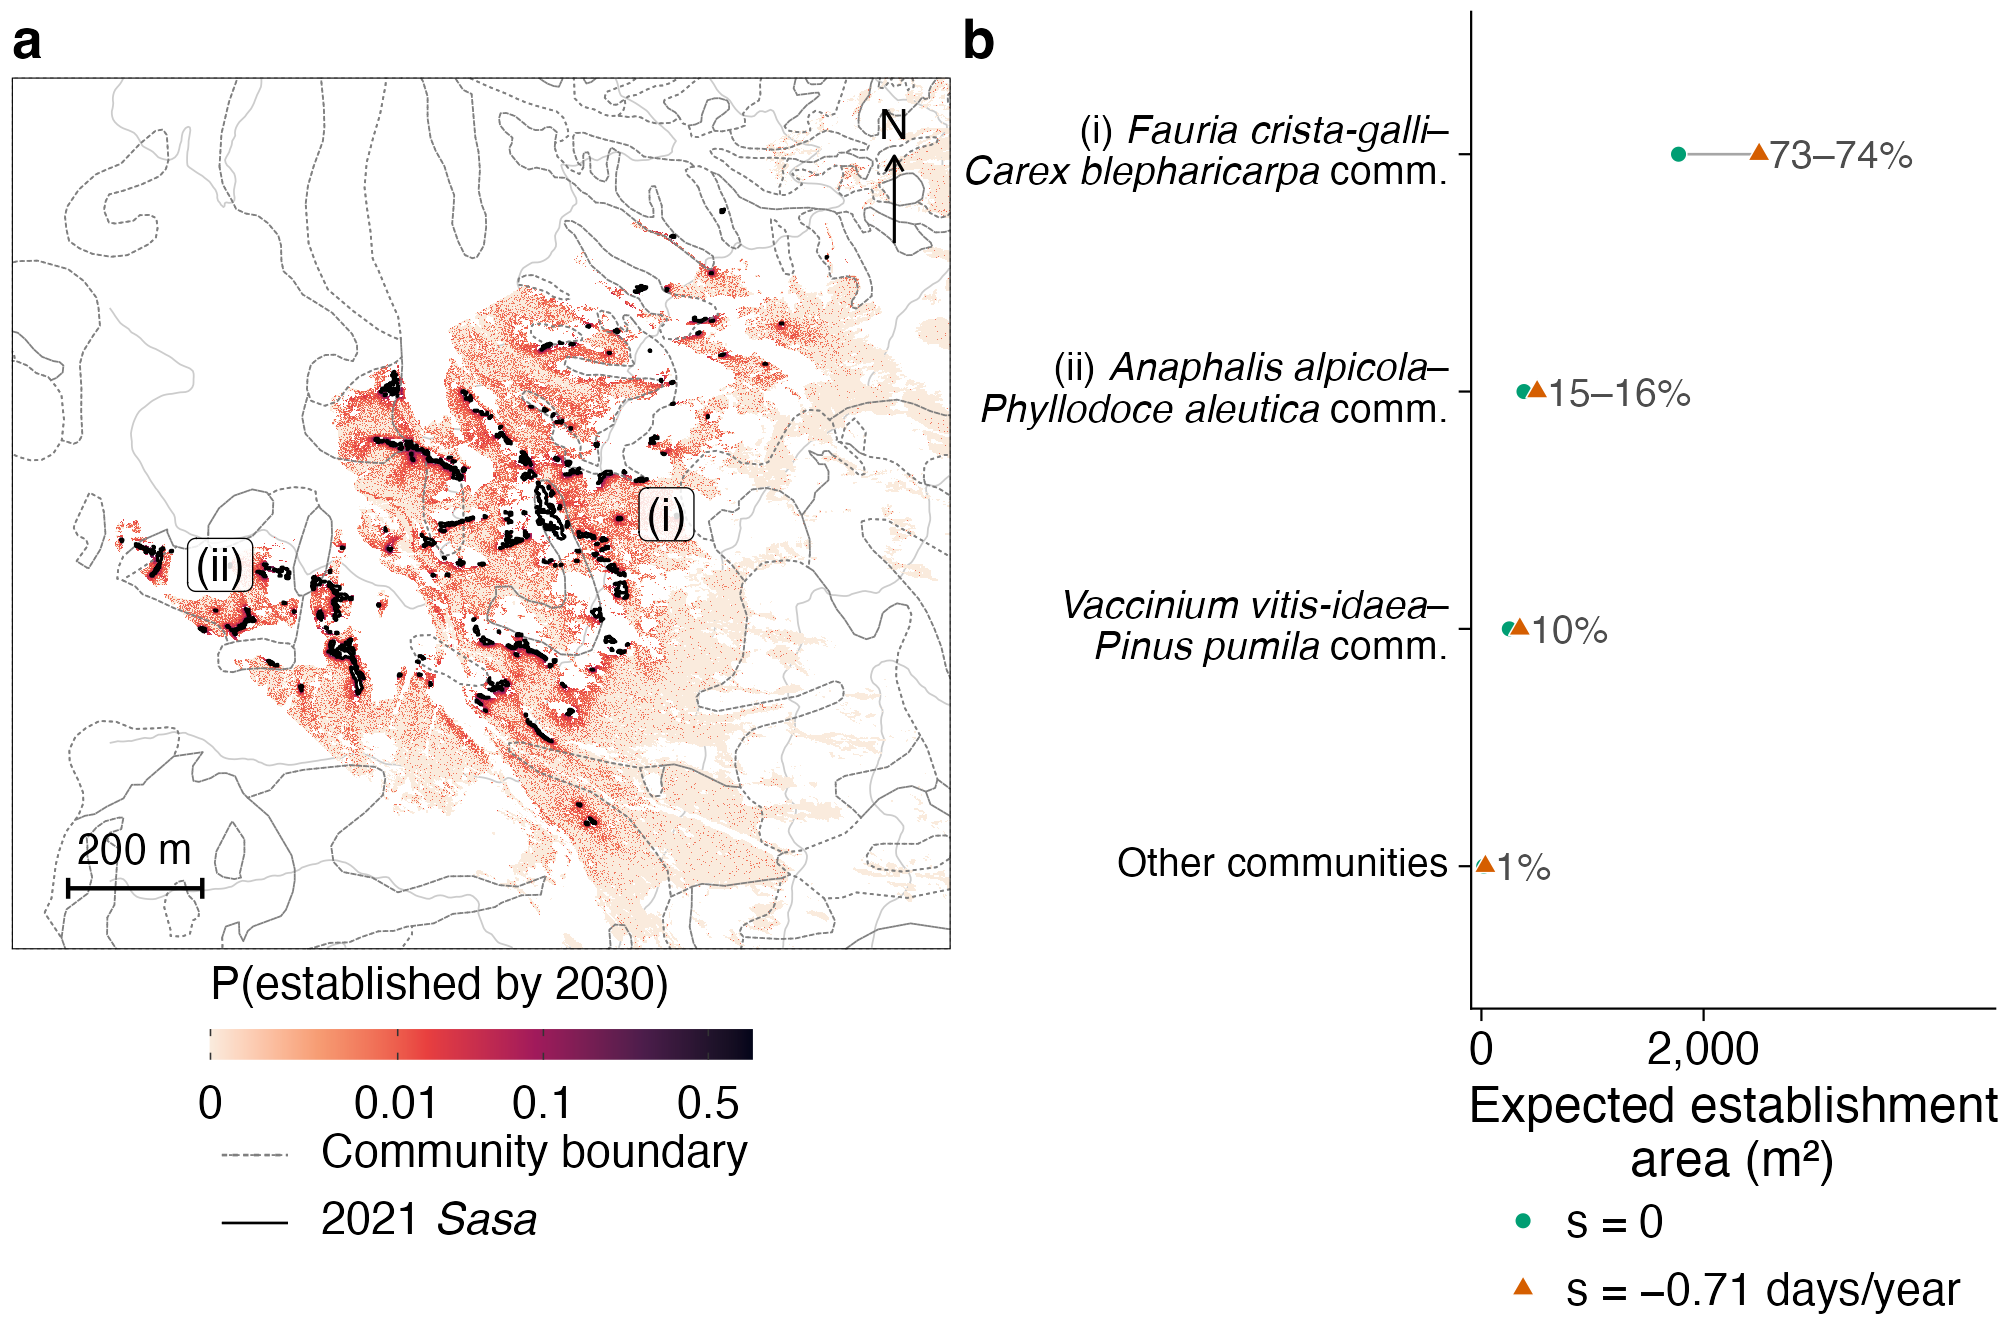 a
N
(i)
(ii)
200 m
P(established by 2030)
0 0.01 0.1 0.5
Community boundary
2021 Sasa
b
(i) Fauria crista-galli–
Carex blepharicarpa comm.
73–74%
(ii) Anaphalis alpicola–
Phyllodoce aleutica comm.
15–16%
Vaccinium vitis-idaea–
Pinus pumila comm.
10%
Other communities
1%
0 2,000
Expected establishment
area (m²)
s = 0
s = −0.71 days/year